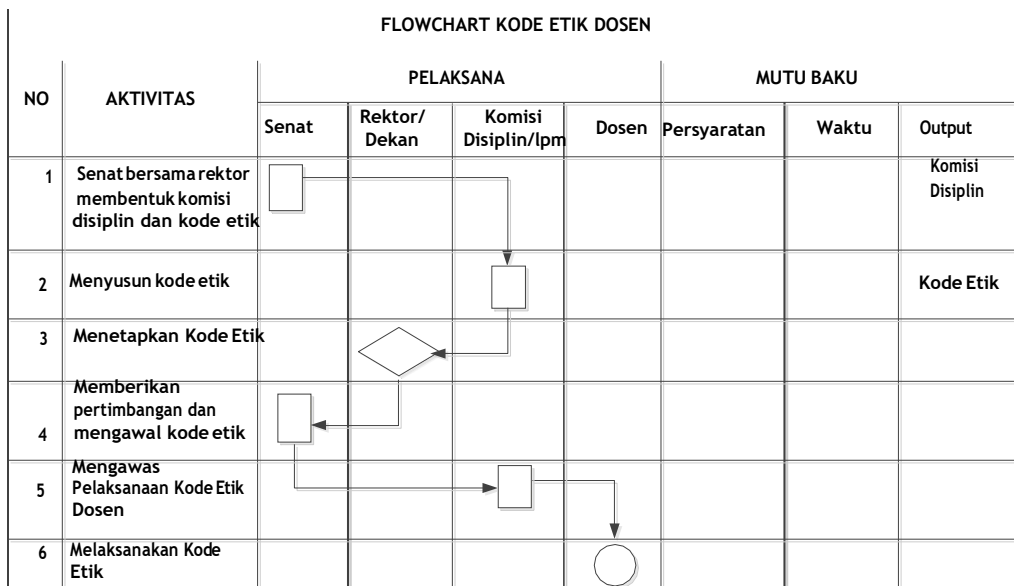 FLOWCHART KODE ETIK DOSEN
NO
AKTIVITAS
PELAKSANA
MUTU BAKU
Senat
Rektor/
Dekan
Komisi
Disiplin/lpm
Dosen
Persyaratan
Waktu
Output
1
Senat bersama rektor
membentuk komisi
disiplin dan kode etik
Komisi
Disiplin
2
Menyusun kode etik
Kode Etik
3
Menetapkan Kode Etik
4
Memberikan
pertimbangan dan
mengawal kode etik
5
Mengawas
Pelaksanaan Kode Etik
Dosen
6
Melaksanakan Kode
Etik